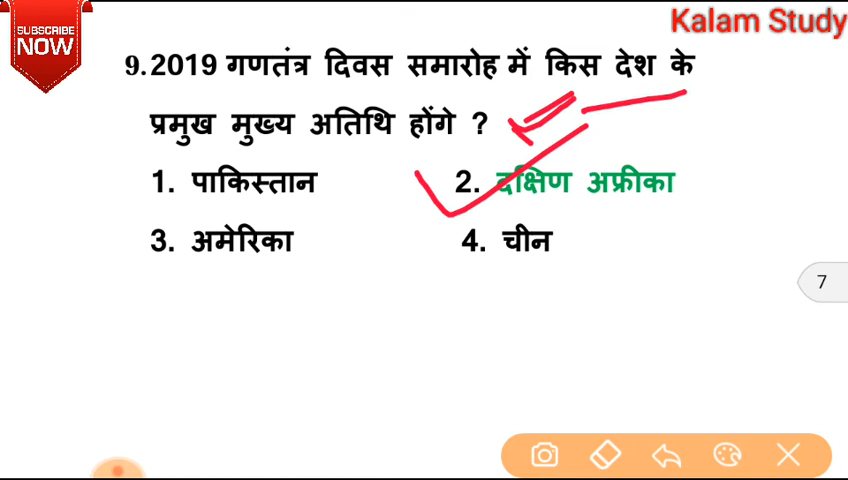 SUBSCRIBE
NOW
Kalam Study
9. 2019 गणतंत्र दिवस समारोह में किस देश के
प्रमुख मुख्य अतिथि होंगे ?
1. पाकिस्तान 2. दक्षिण अफ्रीका
3. अमेरिका 4. चीन
7